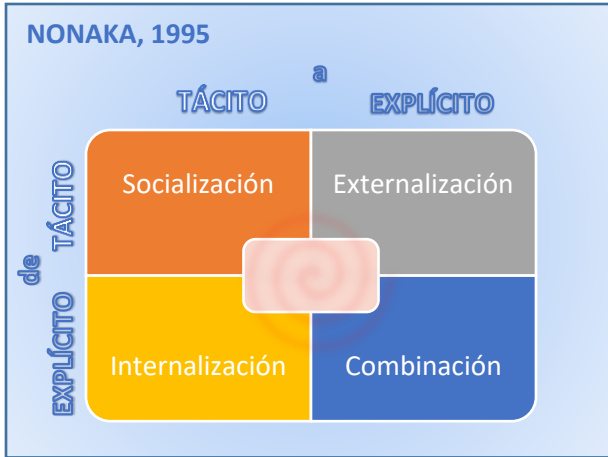 NONAKA, 1995
a
TÁCITO EXPLÍCITO
de
TÁCITO
Socialización Externalización
EXPLÍCITO
Internalización Combinación